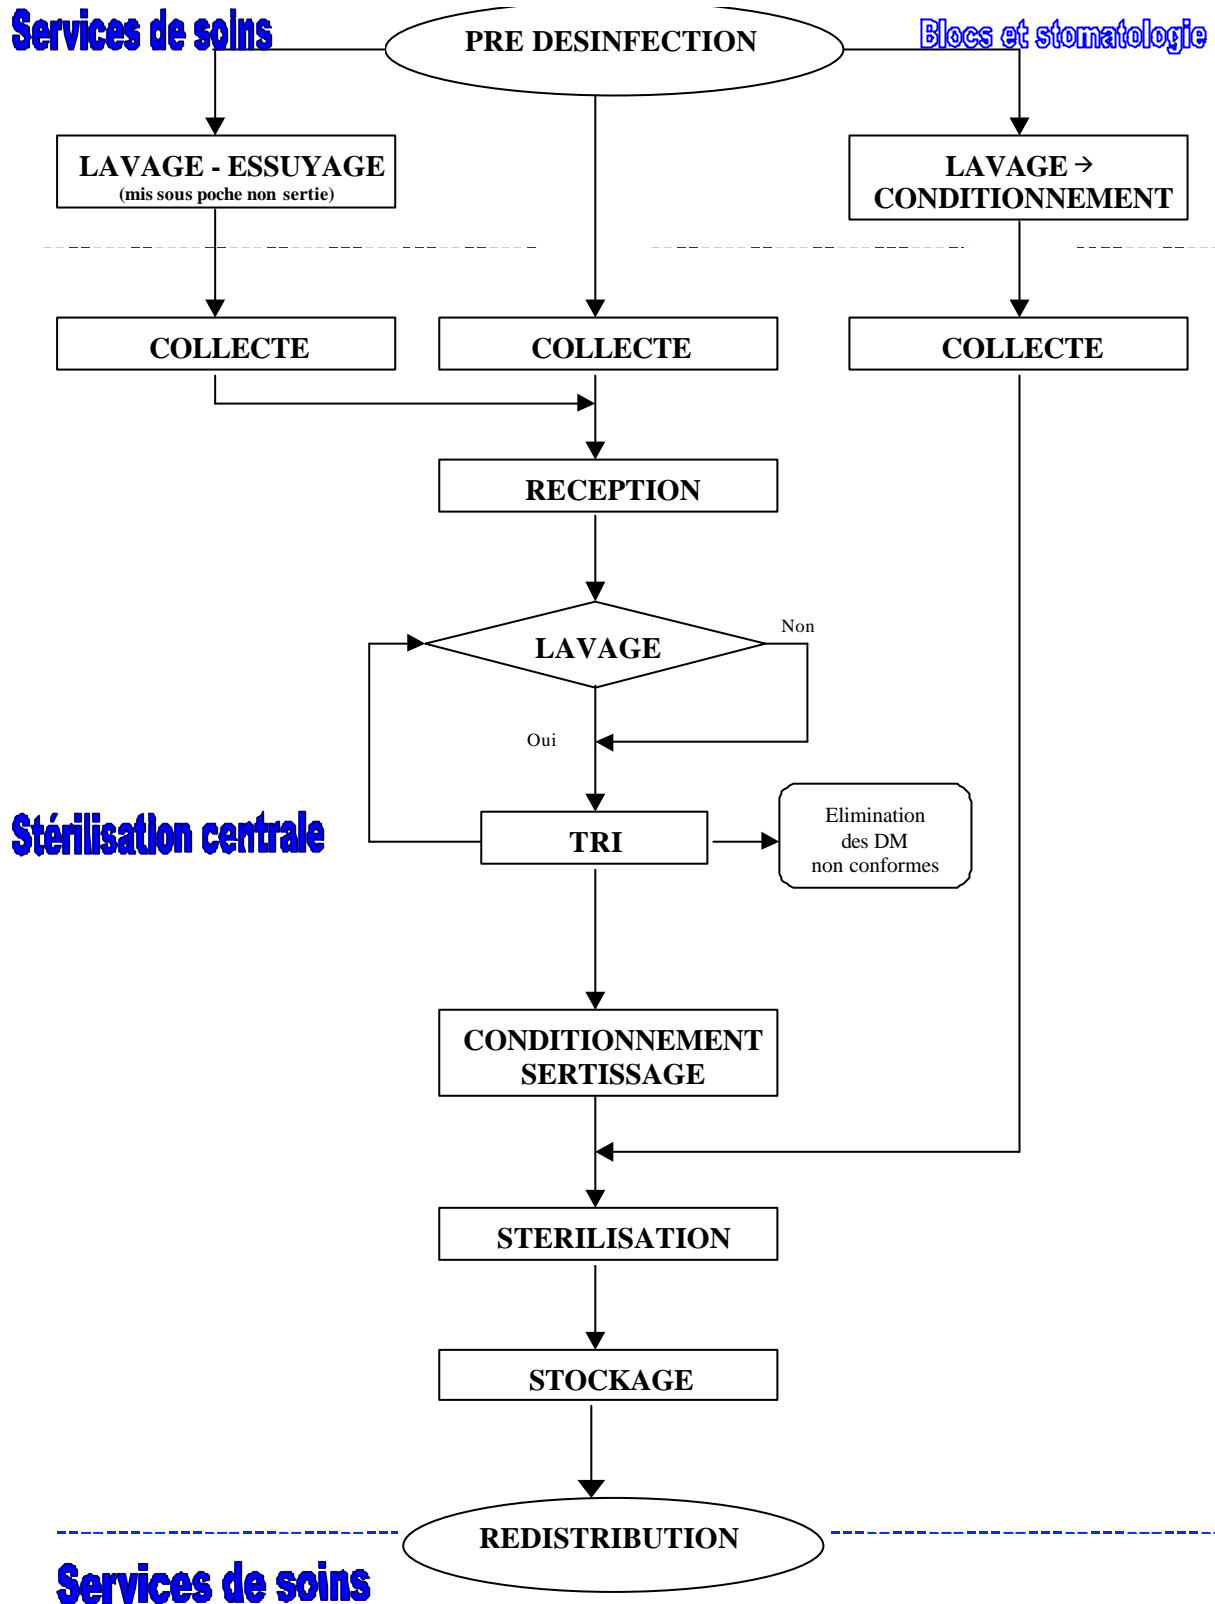 Services de soins
PRE DESINFECTION
Blocs et stomatologie
LAVAGE - ESSUYAGE
(mis sous poche non sertie)
LAVAGE →
CONDITIONNEMENT
COLLECTE
COLLECTE
COLLECTE
RECEPTION
LAVAGE
Non
Oui
Stérilisation centrale
TRI
Elimination
des DM
non conformes
CONDITIONNEMENT
SERTISSAGE
STERILISATION
STOCKAGE
REDISTRIBUTION
Services de soins